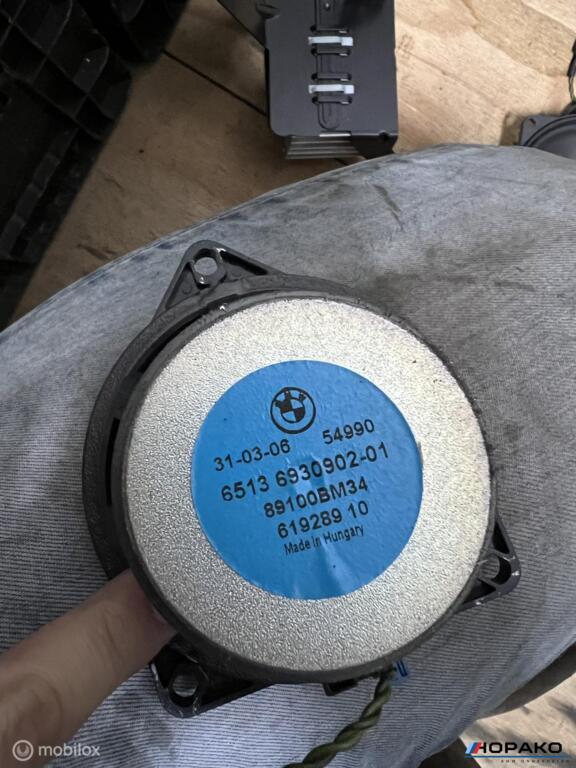 31-03-06 54990
6513 6930902-01
89100BM34
619289 10
Made in Hungary
mobilox
HOPAKO